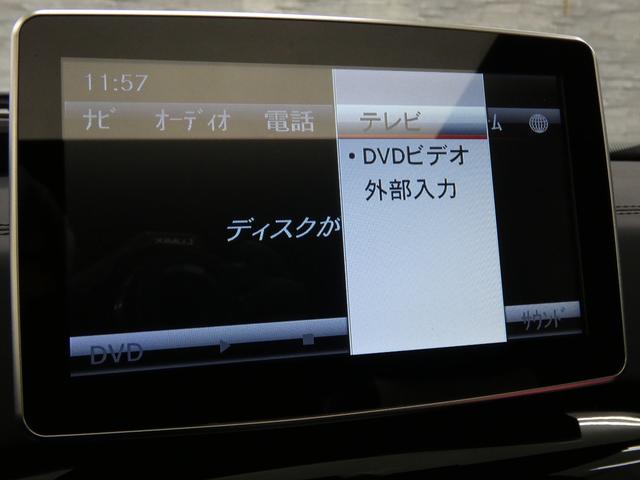 11:57
ナビ オーディオ 電話 テレビ ム
・DVDビデオ
外部入力
ディスクが
DVD サウンド